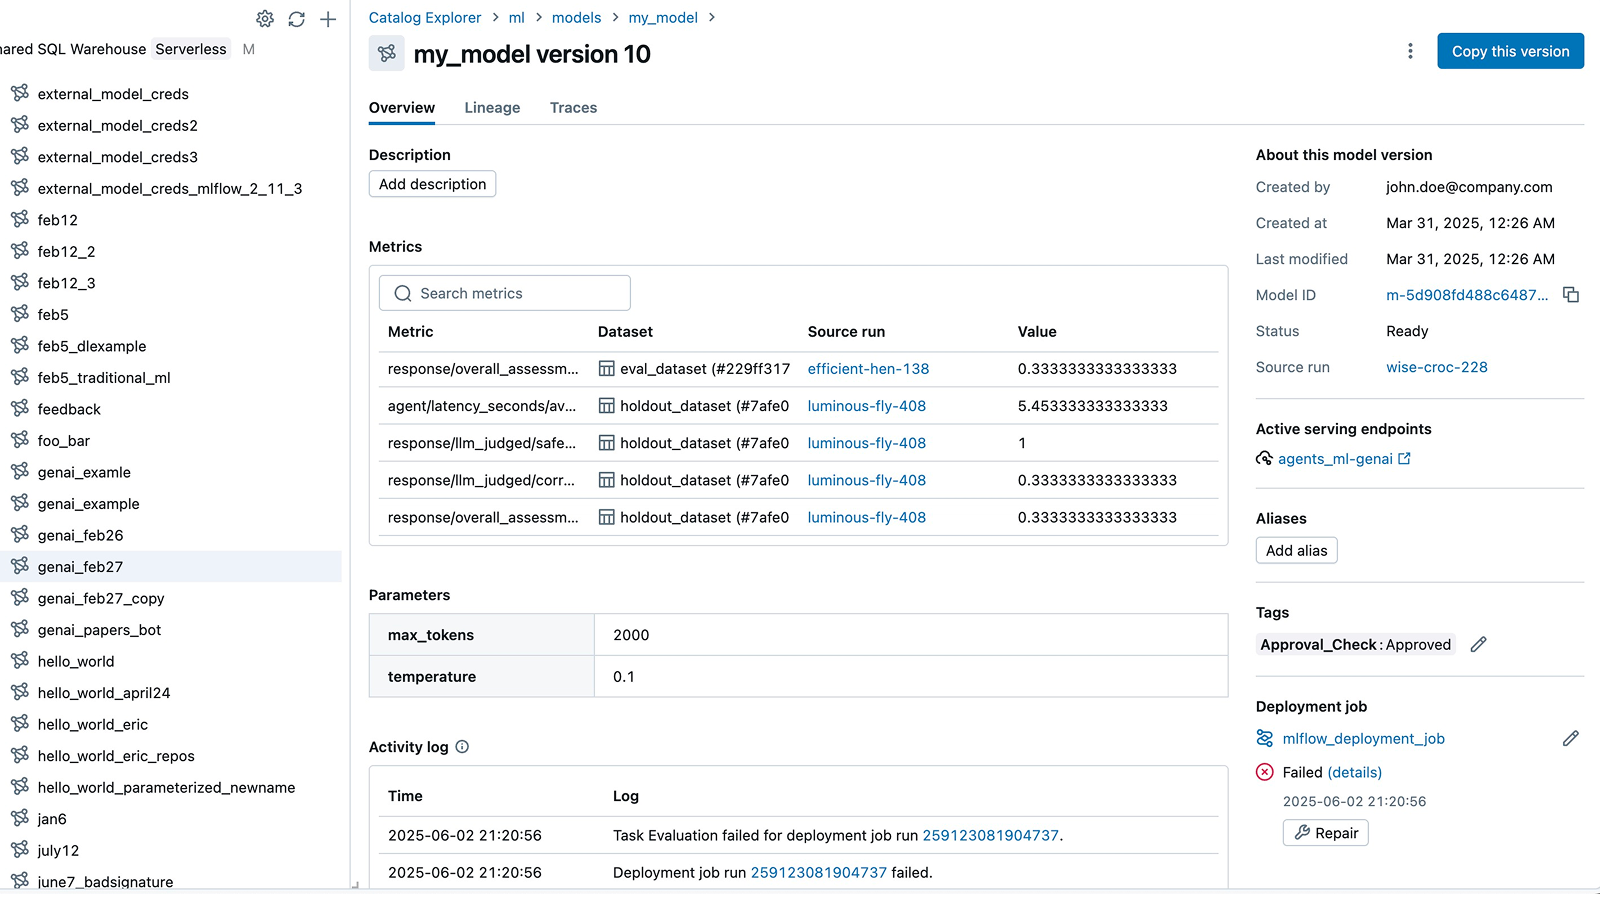 ared SQL Warehouse Serverless M
external_model_creds
external_model_creds2
external_model_creds3
external_model_creds_mlflow_2_11_3
feb12
feb12_2
feb12_3
feb5
feb5_dlexample
feb5_traditional_ml
feedback
foo_bar
genai_examle
genai_example
genai_feb26
genai_feb27
genai_feb27_copy
genai_papers_bot
hello_world
hello_world_april24
hello_world_eric
hello_world_eric_repos
hello_world_parameterized_newname
jan6
july12
june7_badsignature
Catalog Explorer > ml > models > my_model >
my_model version 10
Copy this version
Overview Lineage Traces
Description
Add description
Metrics
Search metrics
Metric Dataset Source run Value
response/overall_assessm... eval_dataset (#229ff317 efficient-hen-138 0.3333333333333333
agent/latency_seconds/av... holdout_dataset (#7afe0 luminous-fly-408 5.453333333333333
response/llm_judged/safe... holdout_dataset (#7afe0 luminous-fly-408 1
response/llm_judged/corr... holdout_dataset (#7afe0 luminous-fly-408 0.3333333333333333
response/overall_assessm... holdout_dataset (#7afe0 luminous-fly-408 0.3333333333333333
Parameters
max_tokens 2000
temperature 0.1
Activity log
Time Log
2025-06-02 21:20:56 Task Evaluation failed for deployment job run 259123081904737.
2025-06-02 21:20:56 Deployment job run 259123081904737 failed.
About this model version
Created by john.doe@company.com
Created at Mar 31, 2025, 12:26 AM
Last modified Mar 31, 2025, 12:26 AM
Model ID m-5d908fd488c6487...
Status Ready
Source run wise-croc-228
Active serving endpoints
agents_ml-genai
Aliases
Add alias
Tags
Approval_Check : Approved
Deployment job
mlflow_deployment_job
Failed (details)
2025-06-02 21:20:56
Repair